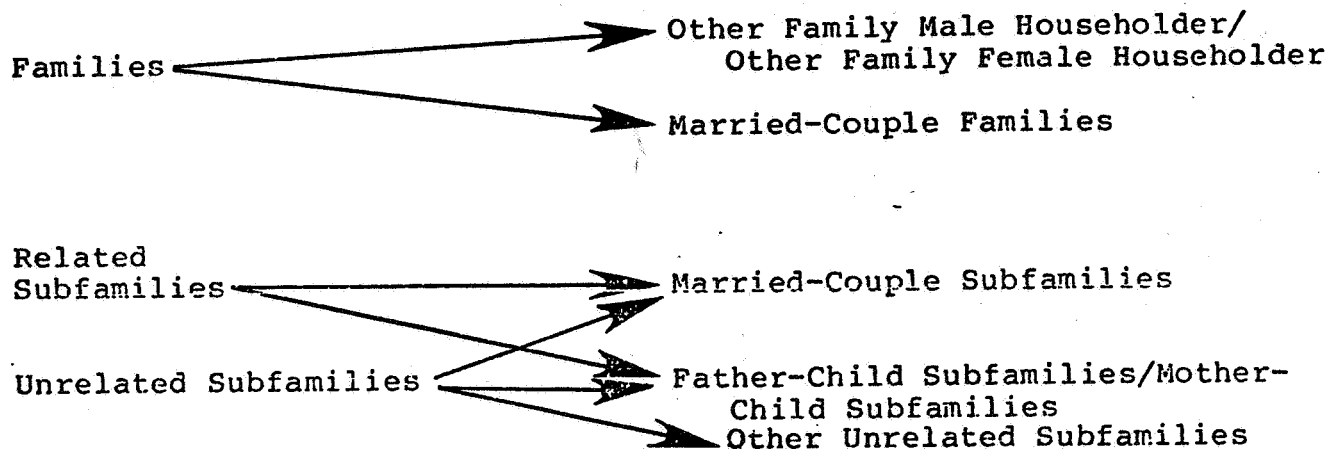 Families
Other Family Male Householder/
Other Family Female Householder
Married-Couple Families
Related
Subfamilies
Married-Couple Subfamilies
Unrelated Subfamilies
Father-Child Subfamilies/Mother-
Child Subfamilies
Other Unrelated Subfamilies